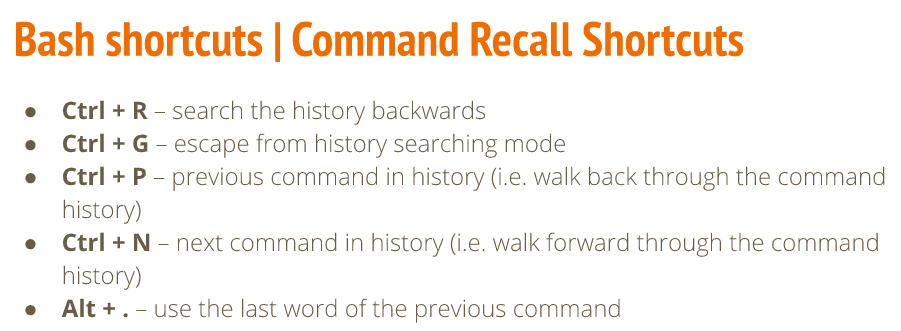 Bash shortcuts | Command Recall Shortcuts
● Ctrl + R – search the history backwards
● Ctrl + G – escape from history searching mode
● Ctrl + P – previous command in history (i.e. walk back through the command
history)
● Ctrl + N – next command in history (i.e. walk forward through the command
history)
● Alt + . – use the last word of the previous command